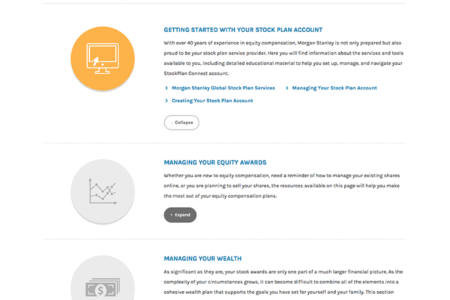 GETTING STARTED WITH YOUR STOCK PLAN ACCOUNT
With over 40 years of experience in equity compensation, Morgan Stanley is not only prepared but also
proud to be your stock plan service provider. Here you will find information about the services and tools
available to you, including detailed educational material to help you set up, manage, and navigate your
StockPlan Connect account.
Morgan Stanley Global Stock Plan Services
Managing Your Stock Plan Account
Creating Your Stock Plan Account
Collapse
MANAGING YOUR EQUITY AWARDS
Whether you are new to equity compensation, need a reminder of how to manage your existing shares
online, or you are planning to sell your shares, the resources available on this page will help you make
the most out of your equity compensation plans.
+ Expand
MANAGING YOUR WEALTH
As significant as they are, your stock awards are only one part of a much larger financial picture. As the
complexity of your circumstances grows, it can become difficult to combine all of the elements into a
cohesive wealth plan that supports the goals you have set for yourself and your family. This section